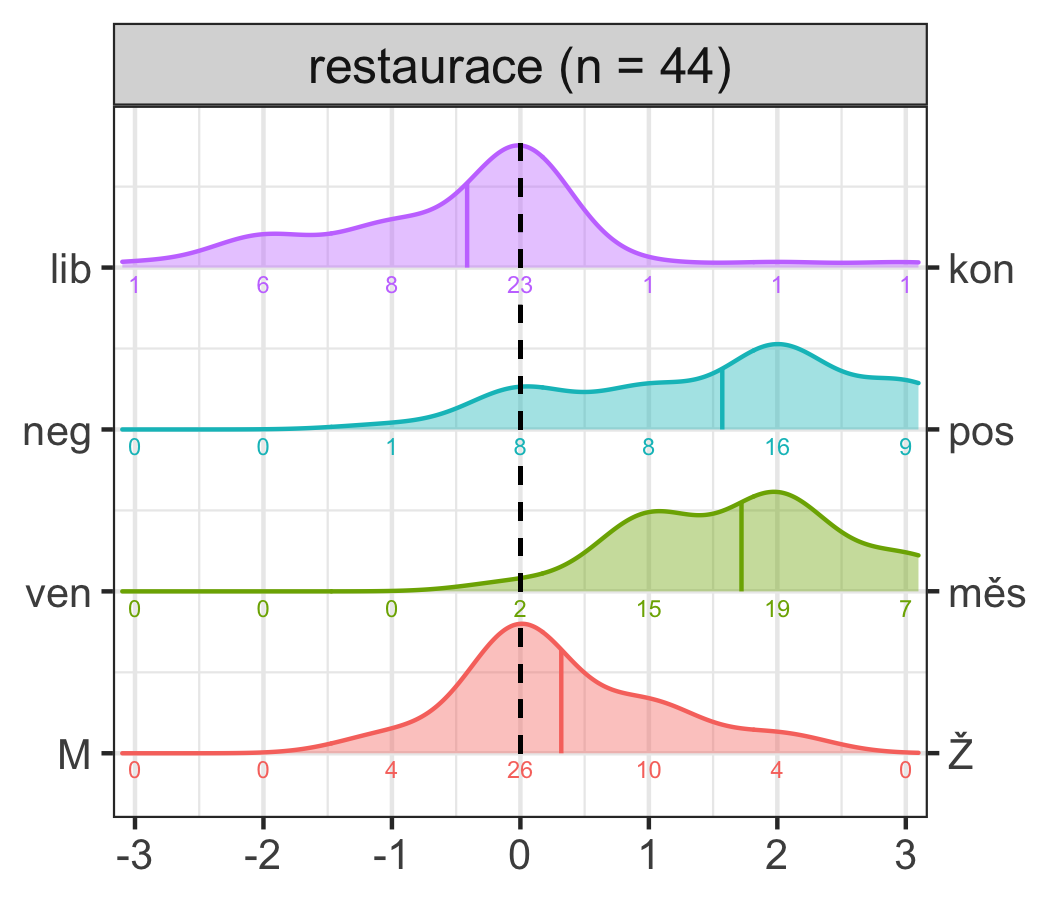 restaurace (n = 44)
lib kon
1 6 8 23 1 1 1
neg pos
0 0 1 8 8 16 9
ven měs
0 0 0 2 15 19 7
M Ž
0 0 4 26 10 4 0
-3 -2 -1 0 1 2 3